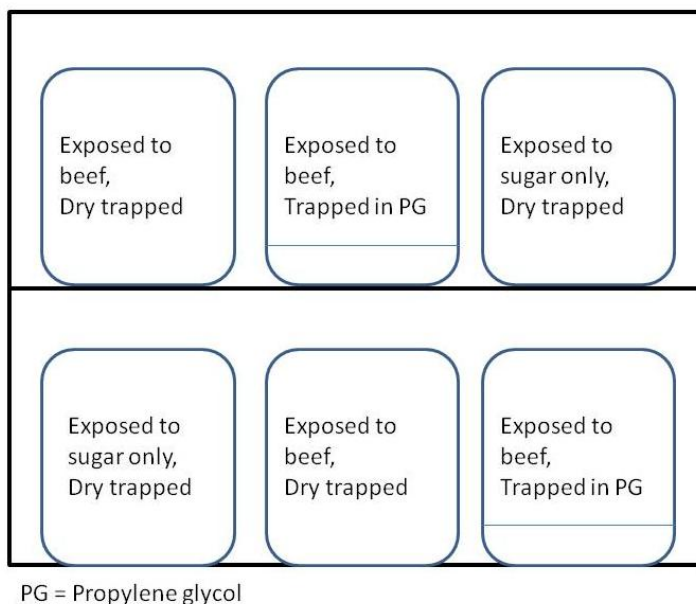 Exposed to
beef,
Dry trapped
Exposed to
beef,
Trapped in PG
Exposed to
sugar only,
Dry trapped
Exposed to
sugar only,
Dry trapped
Exposed to
beef,
Dry trapped
Exposed to
beef,
Trapped in PG
PG = Propylene glycol